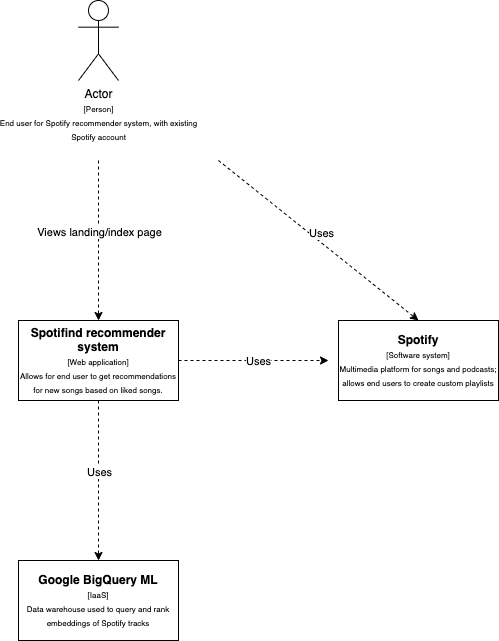 Actor
[Person]
End user for Spotify recommender system, with existing
Spotify account
Views landing/index page
Uses
Spotifind recommender
system
[Web application]
Allows for end user to get recommendations
for new songs based on liked songs.
Uses
Spotify
[Software system]
Multimedia platform for songs and podcasts;
allows end users to create custom playlists
Uses
Google BigQuery ML
[IaaS]
Data warehouse used to query and rank
embeddings of Spotify tracks